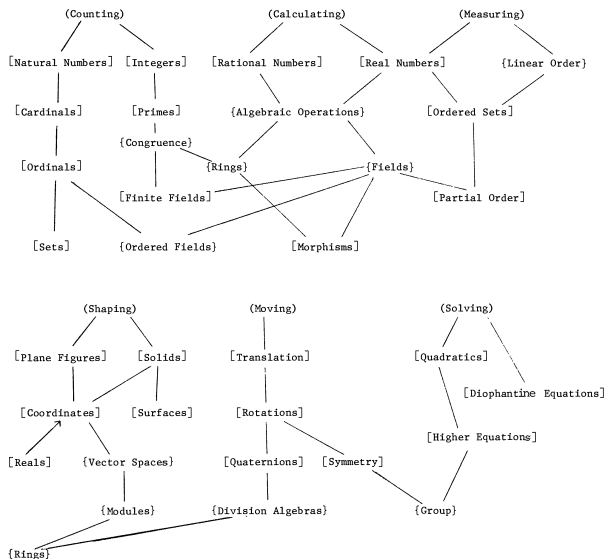 (Counting) (Calculating) (Measuring)
[Natural Numbers] [Integers] [Rational Numbers] [Real Numbers] {Linear Order}
[Cardinals] [Primes] {Algebraic Operations} [Ordered Sets]
{Congruence}
[Ordinals] {Rings} {Fields}
[Finite Fields] [Partial Order]
[Sets] {Ordered Fields} [Morphisms]
(Shaping) (Moving) (Solving)
[Plane Figures] [Solids] [Translation] [Quadratics]
[Diophantine Equations]
[Coordinates] [Surfaces] [Rotations]
[Higher Equations]
[Reals] {Vector Spaces} [Quaternions] [Symmetry]
{Modules} {Division Algebras} {Group}
{Rings}